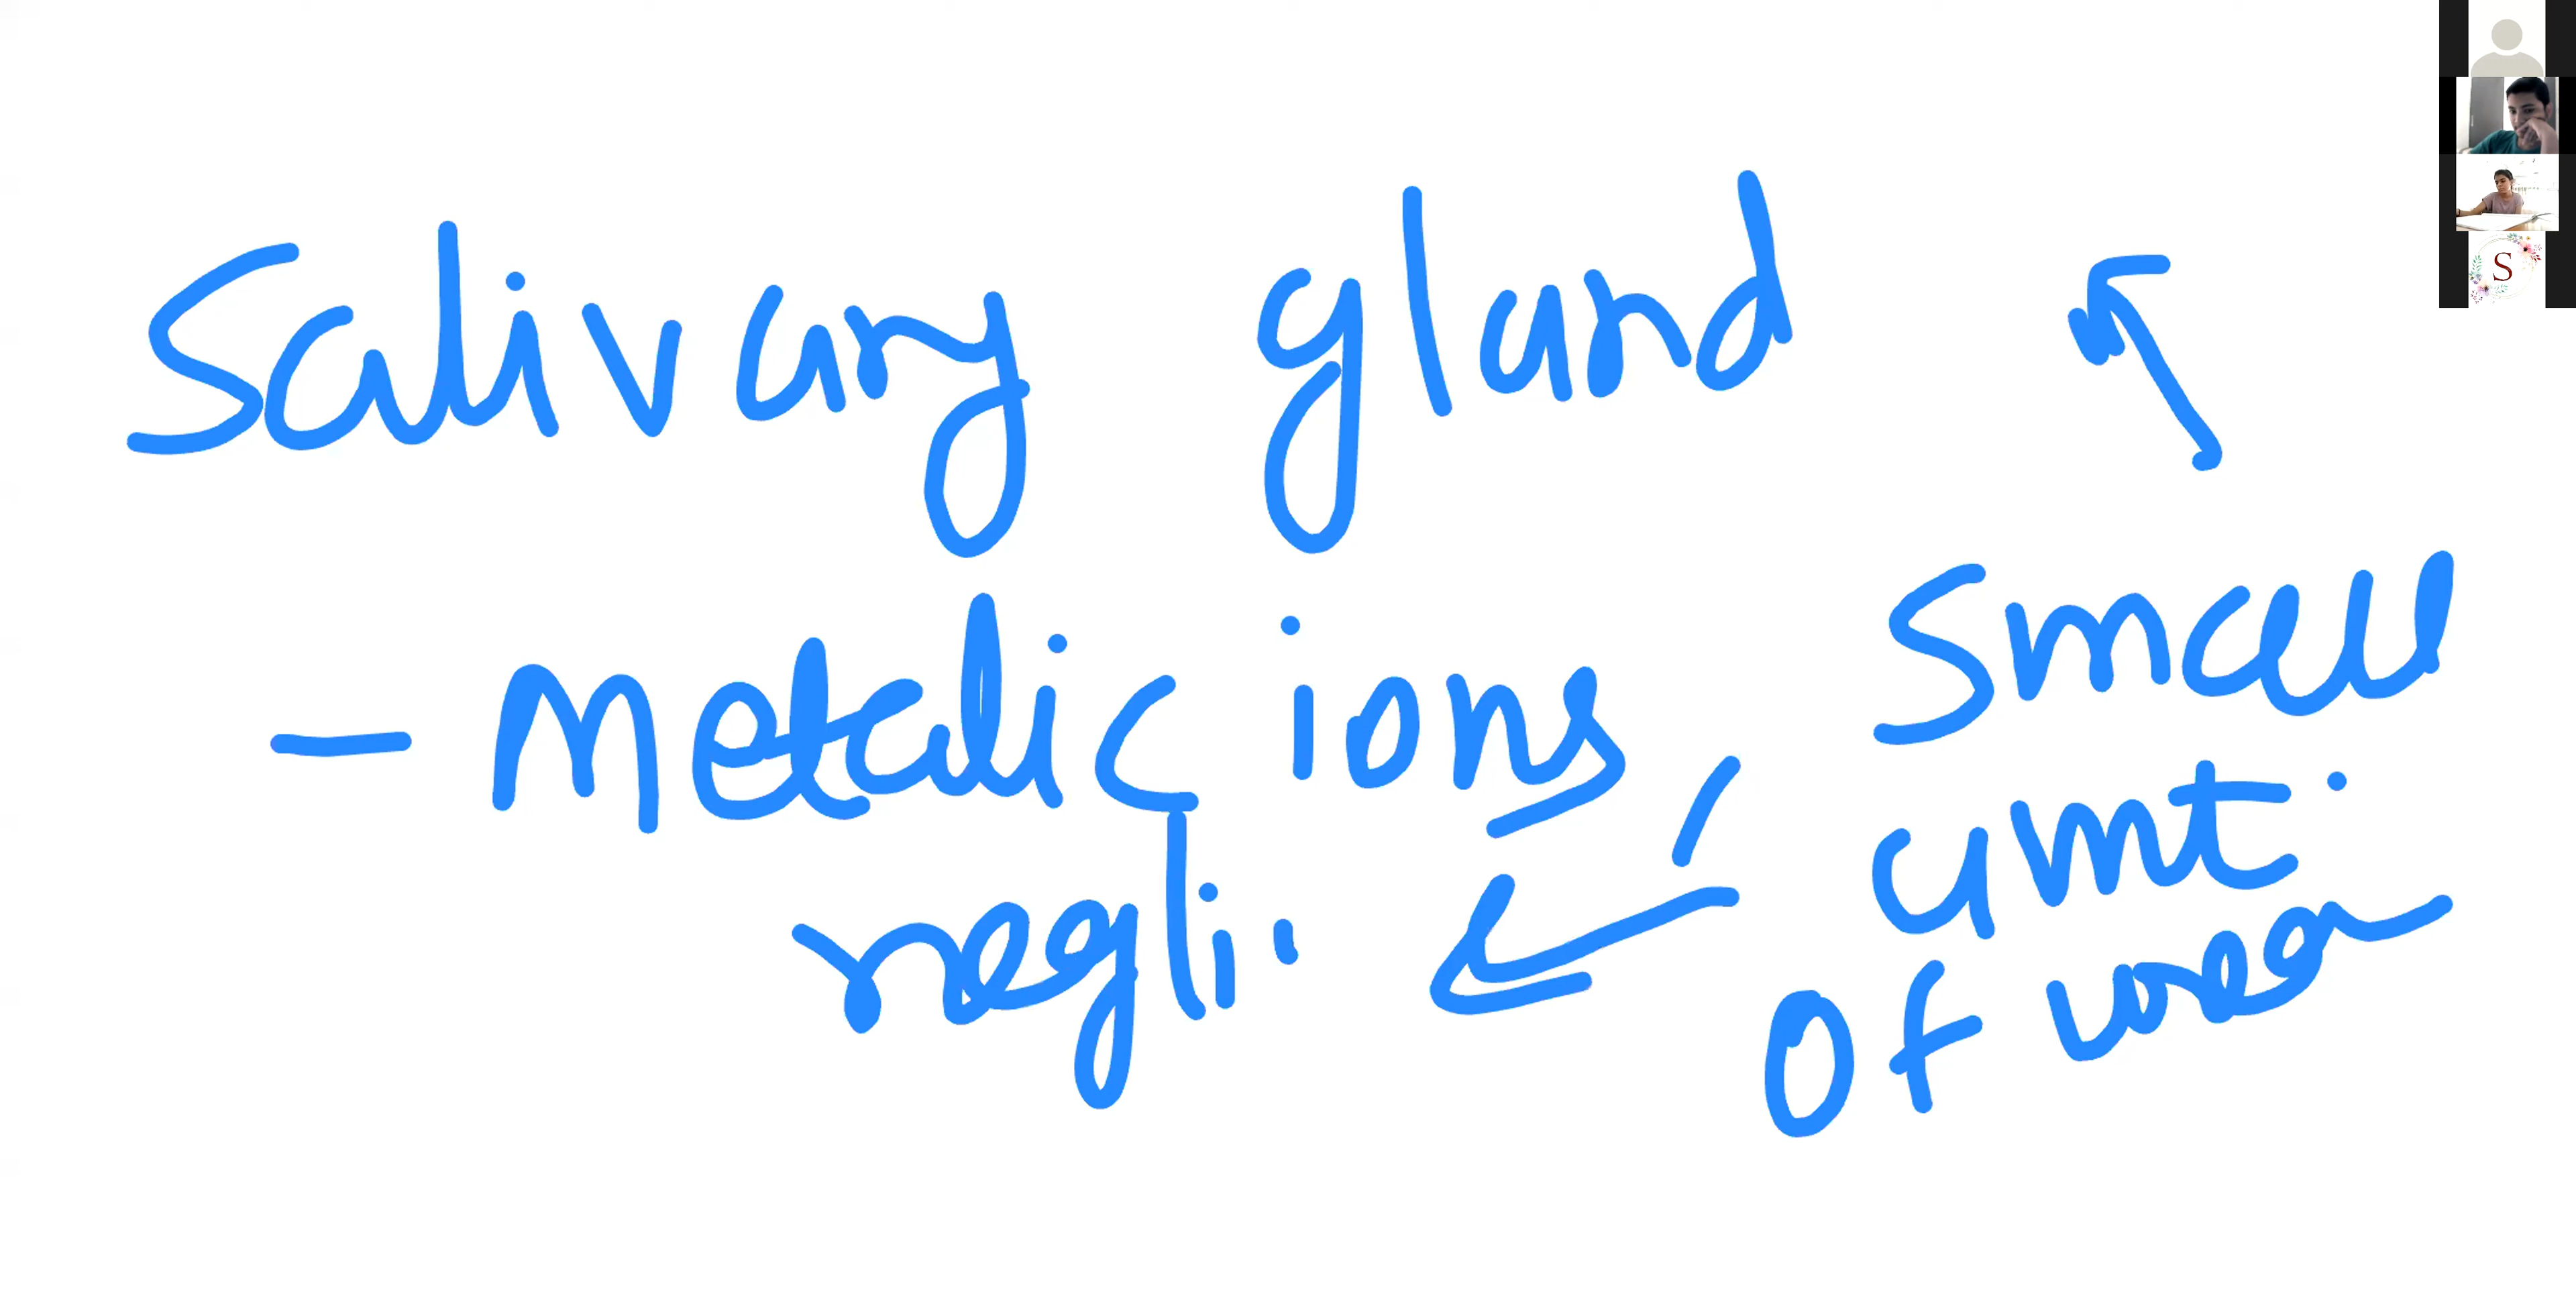 Salivary gland
- Metalic ions
negli.
Small
amt.
of urea
S